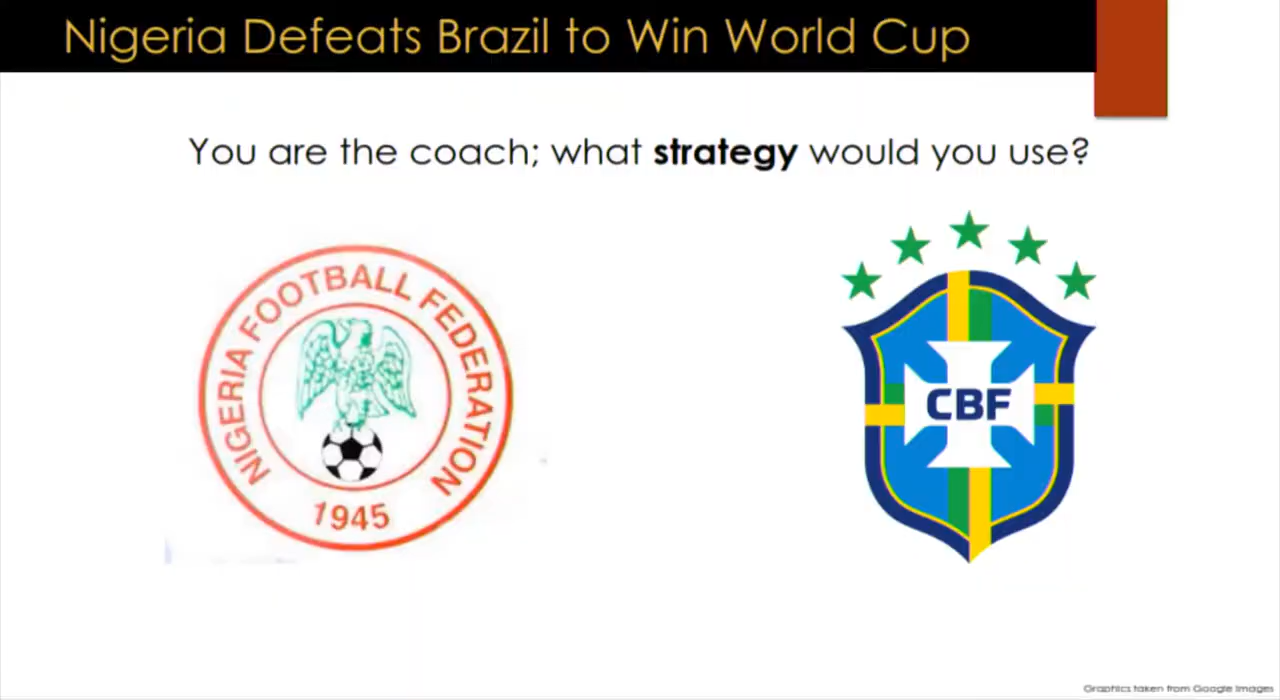 Nigeria Defeats Brazil to Win World Cup
You are the coach; what strategy would you use?
NIGERIA FOOTBALL FEDERATION
1945
CBF
Graphics taken from Google Images